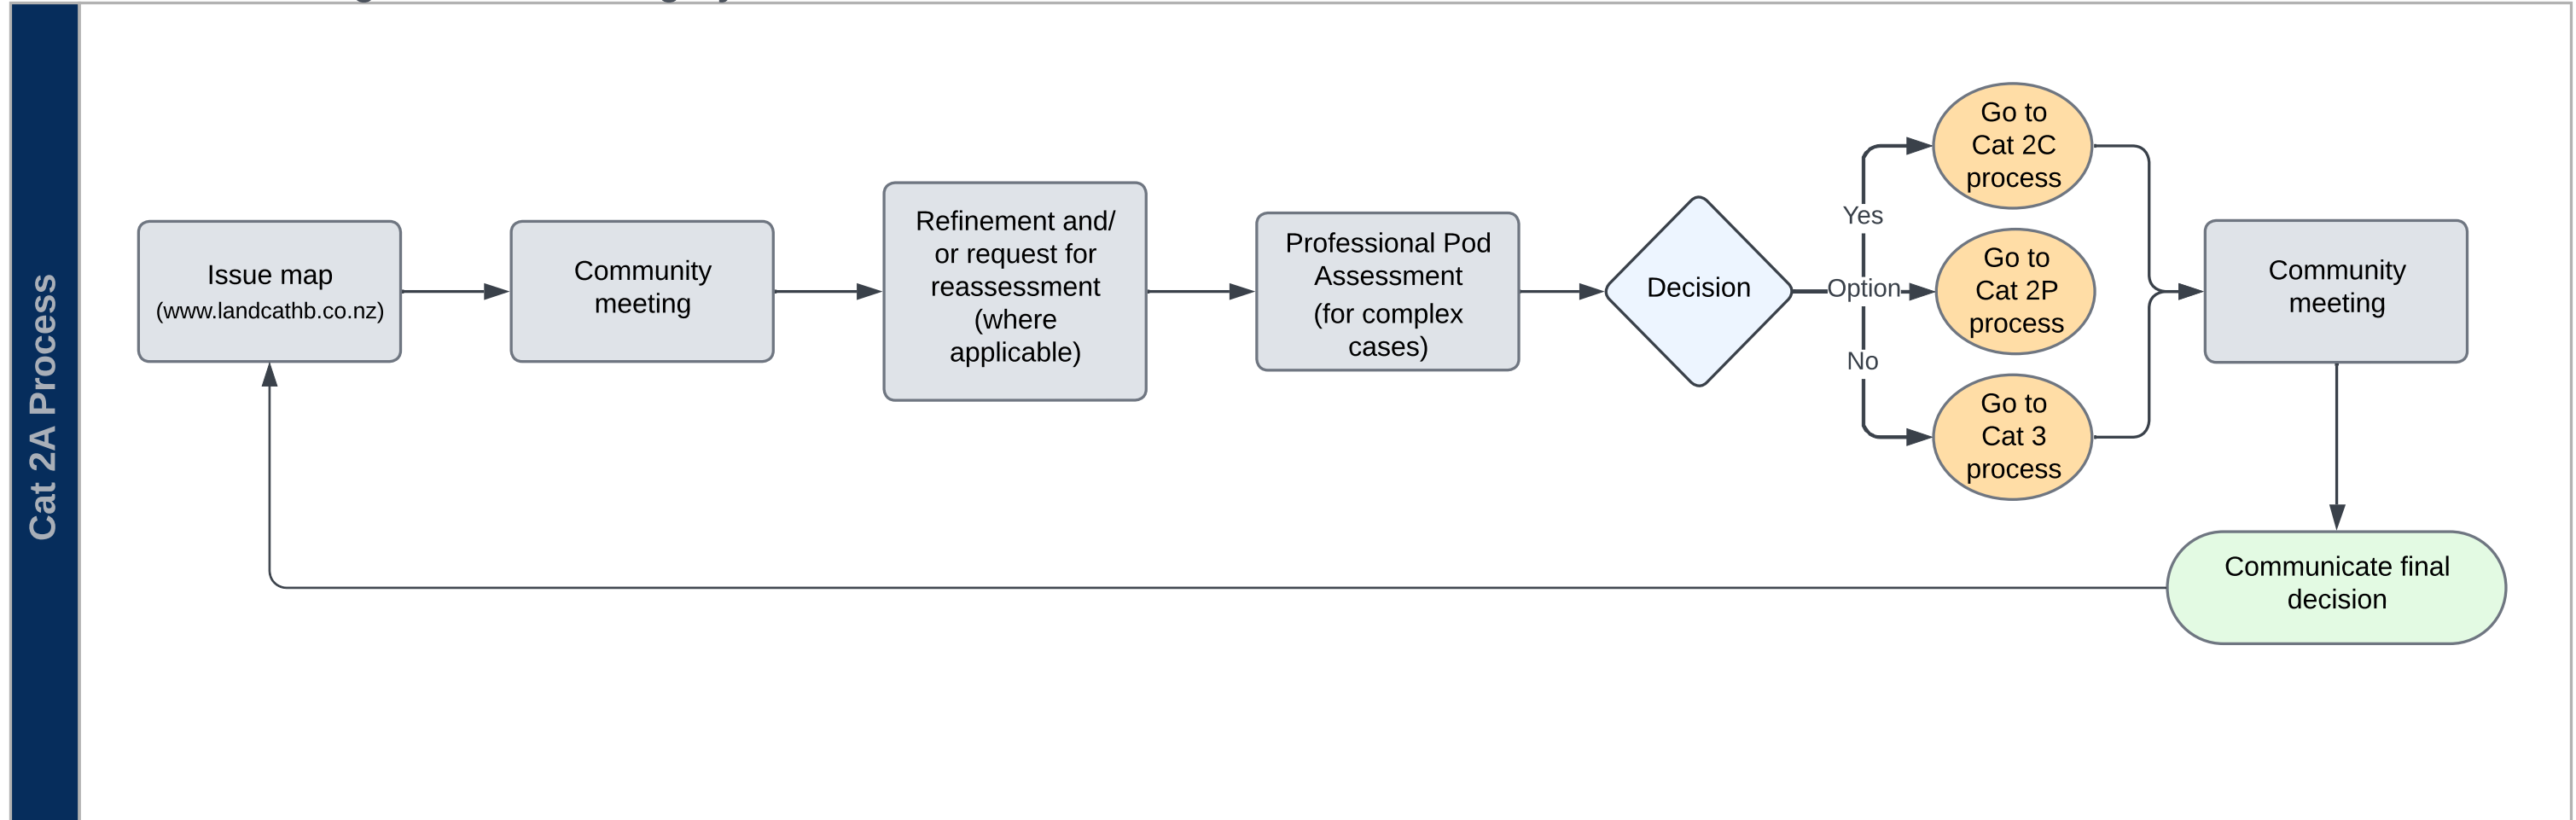 Cat 2A Process
Issue map
(www.landcathb.co.nz)
Community
meeting
Refinement and/
or request for
reassessment
(where
applicable)
Professional Pod
Assessment
(for complex
cases)
Decision
Yes
Option
No
Go to
Cat 2C
process
Go to
Cat 2P
process
Go to
Cat 3
process
Community
meeting
Communicate final
decision